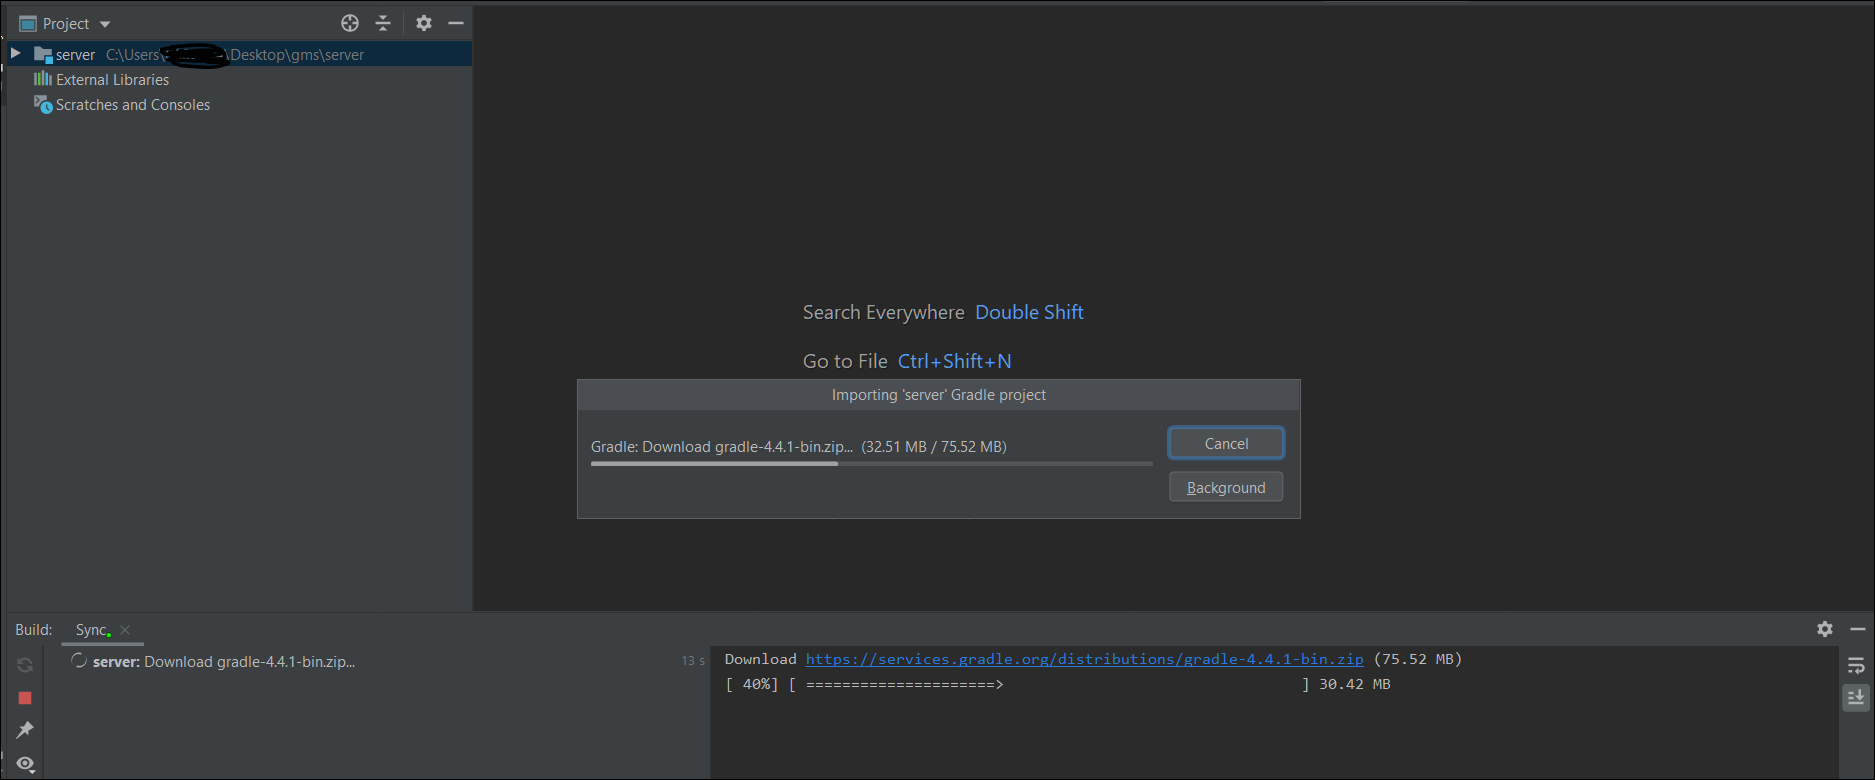 Project
server C:\Users\ \Desktop\gms\server
External Libraries
Scratches and Consoles
Search Everywhere Double Shift
Go to File Ctrl+Shift+N
Importing 'server' Gradle project
Gradle: Download gradle-4.4.1-bin.zip... (32.51 MB / 75.52 MB)
Cancel
Background
Build: Sync
server: Download gradle-4.4.1-bin.zip... 13 s
Download https://services.gradle.org/distributions/gradle-4.4.1-bin.zip (75.52 MB)
[ 40%] [ =====================> ] 30.42 MB